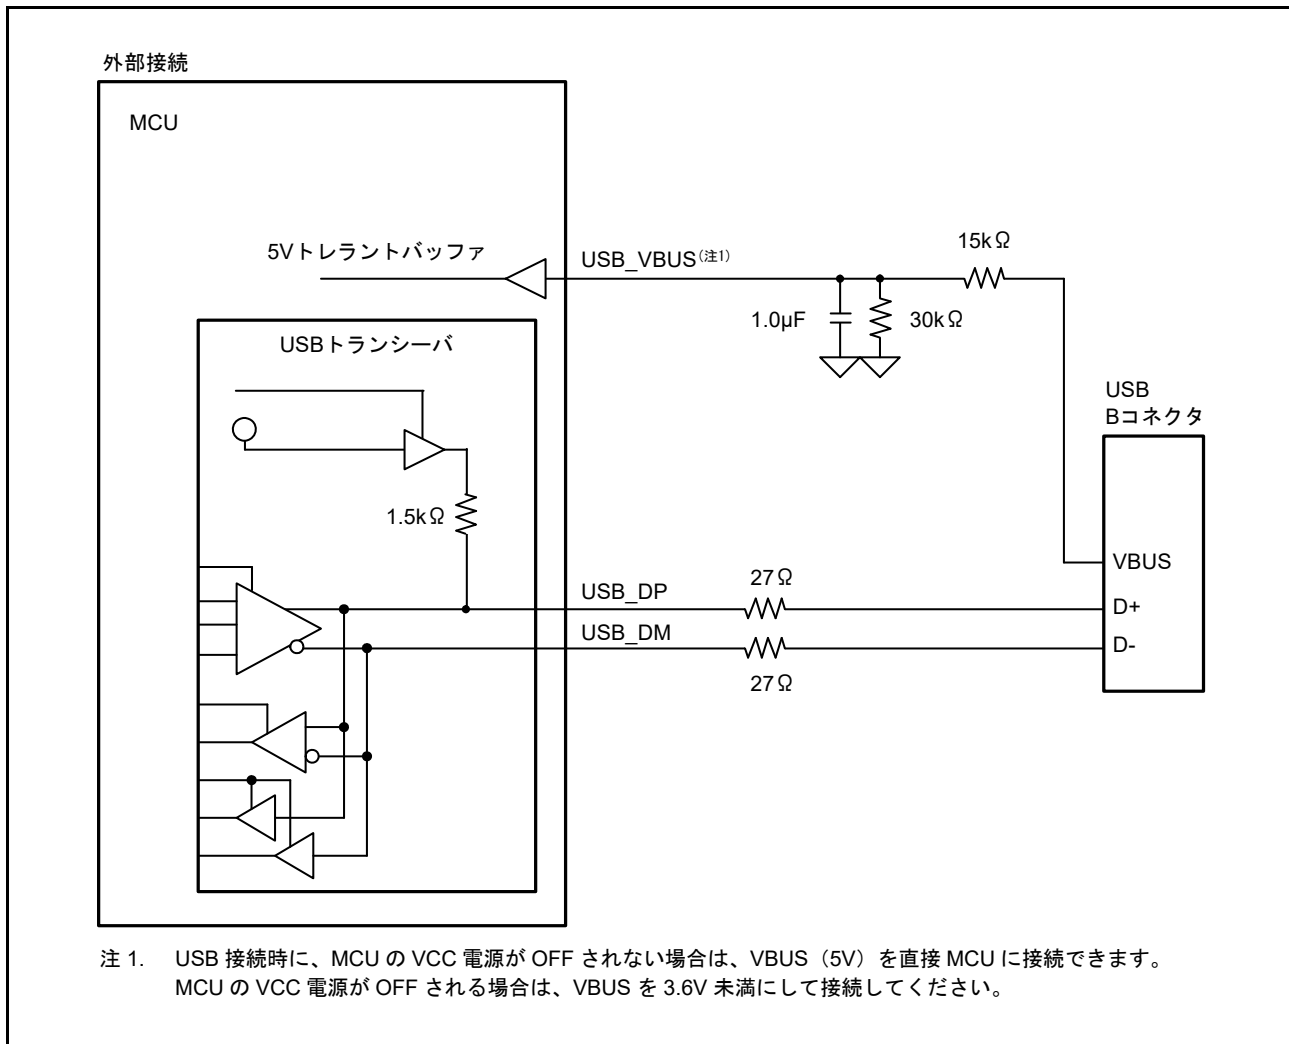 外部接続
MCU
5Vトレラントバッファ
USB_VBUS(注1)
15kΩ
1.0μF
30kΩ
USBトランシーバ
USB
Bコネクタ
1.5kΩ
VBUS
USB_DP
27Ω
D+
USB_DM
D-
27Ω
注 1. USB 接続時に、MCU の VCC 電源が OFF されない場合は、VBUS（5V）を直接 MCU に接続できます。
MCU の VCC 電源が OFF される場合は、VBUS を 3.6V 未満にして接続してください。